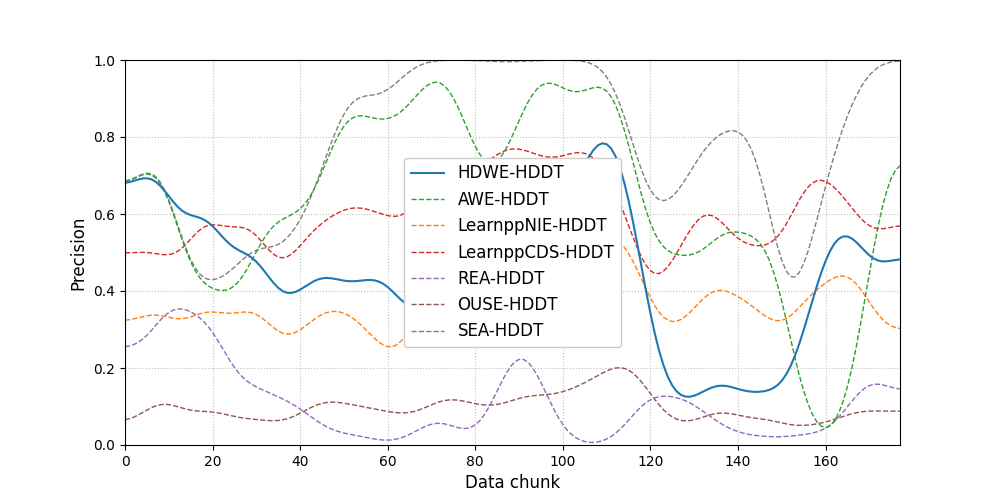 1.0
0.8
0.6
0.4
0.2
0.0
Precision
HDWE-HDDT
AWE-HDDT
LearnppNIE-HDDT
LearnppCDS-HDDT
REA-HDDT
OUSE-HDDT
SEA-HDDT
0 20 40 60 80 100 120 140 160
Data chunk